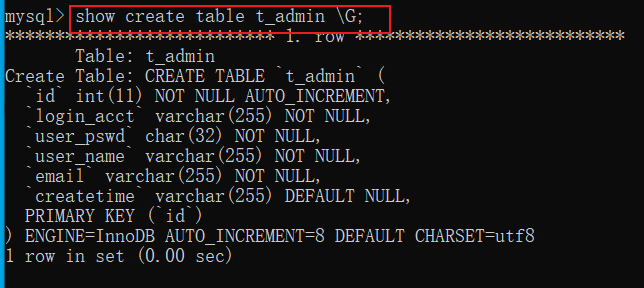 mysql> show create table t_admin \G;
*************************** 1. row ***************************
Table: t_admin
Create Table: CREATE TABLE `t_admin` (
`id` int(11) NOT NULL AUTO_INCREMENT,
`login_acct` varchar(255) NOT NULL,
`user_pswd` char(32) NOT NULL,
`user_name` varchar(255) NOT NULL,
`email` varchar(255) NOT NULL,
`createtime` varchar(255) DEFAULT NULL,
PRIMARY KEY (`id`)
) ENGINE=InnoDB AUTO_INCREMENT=8 DEFAULT CHARSET=utf8
1 row in set (0.00 sec)